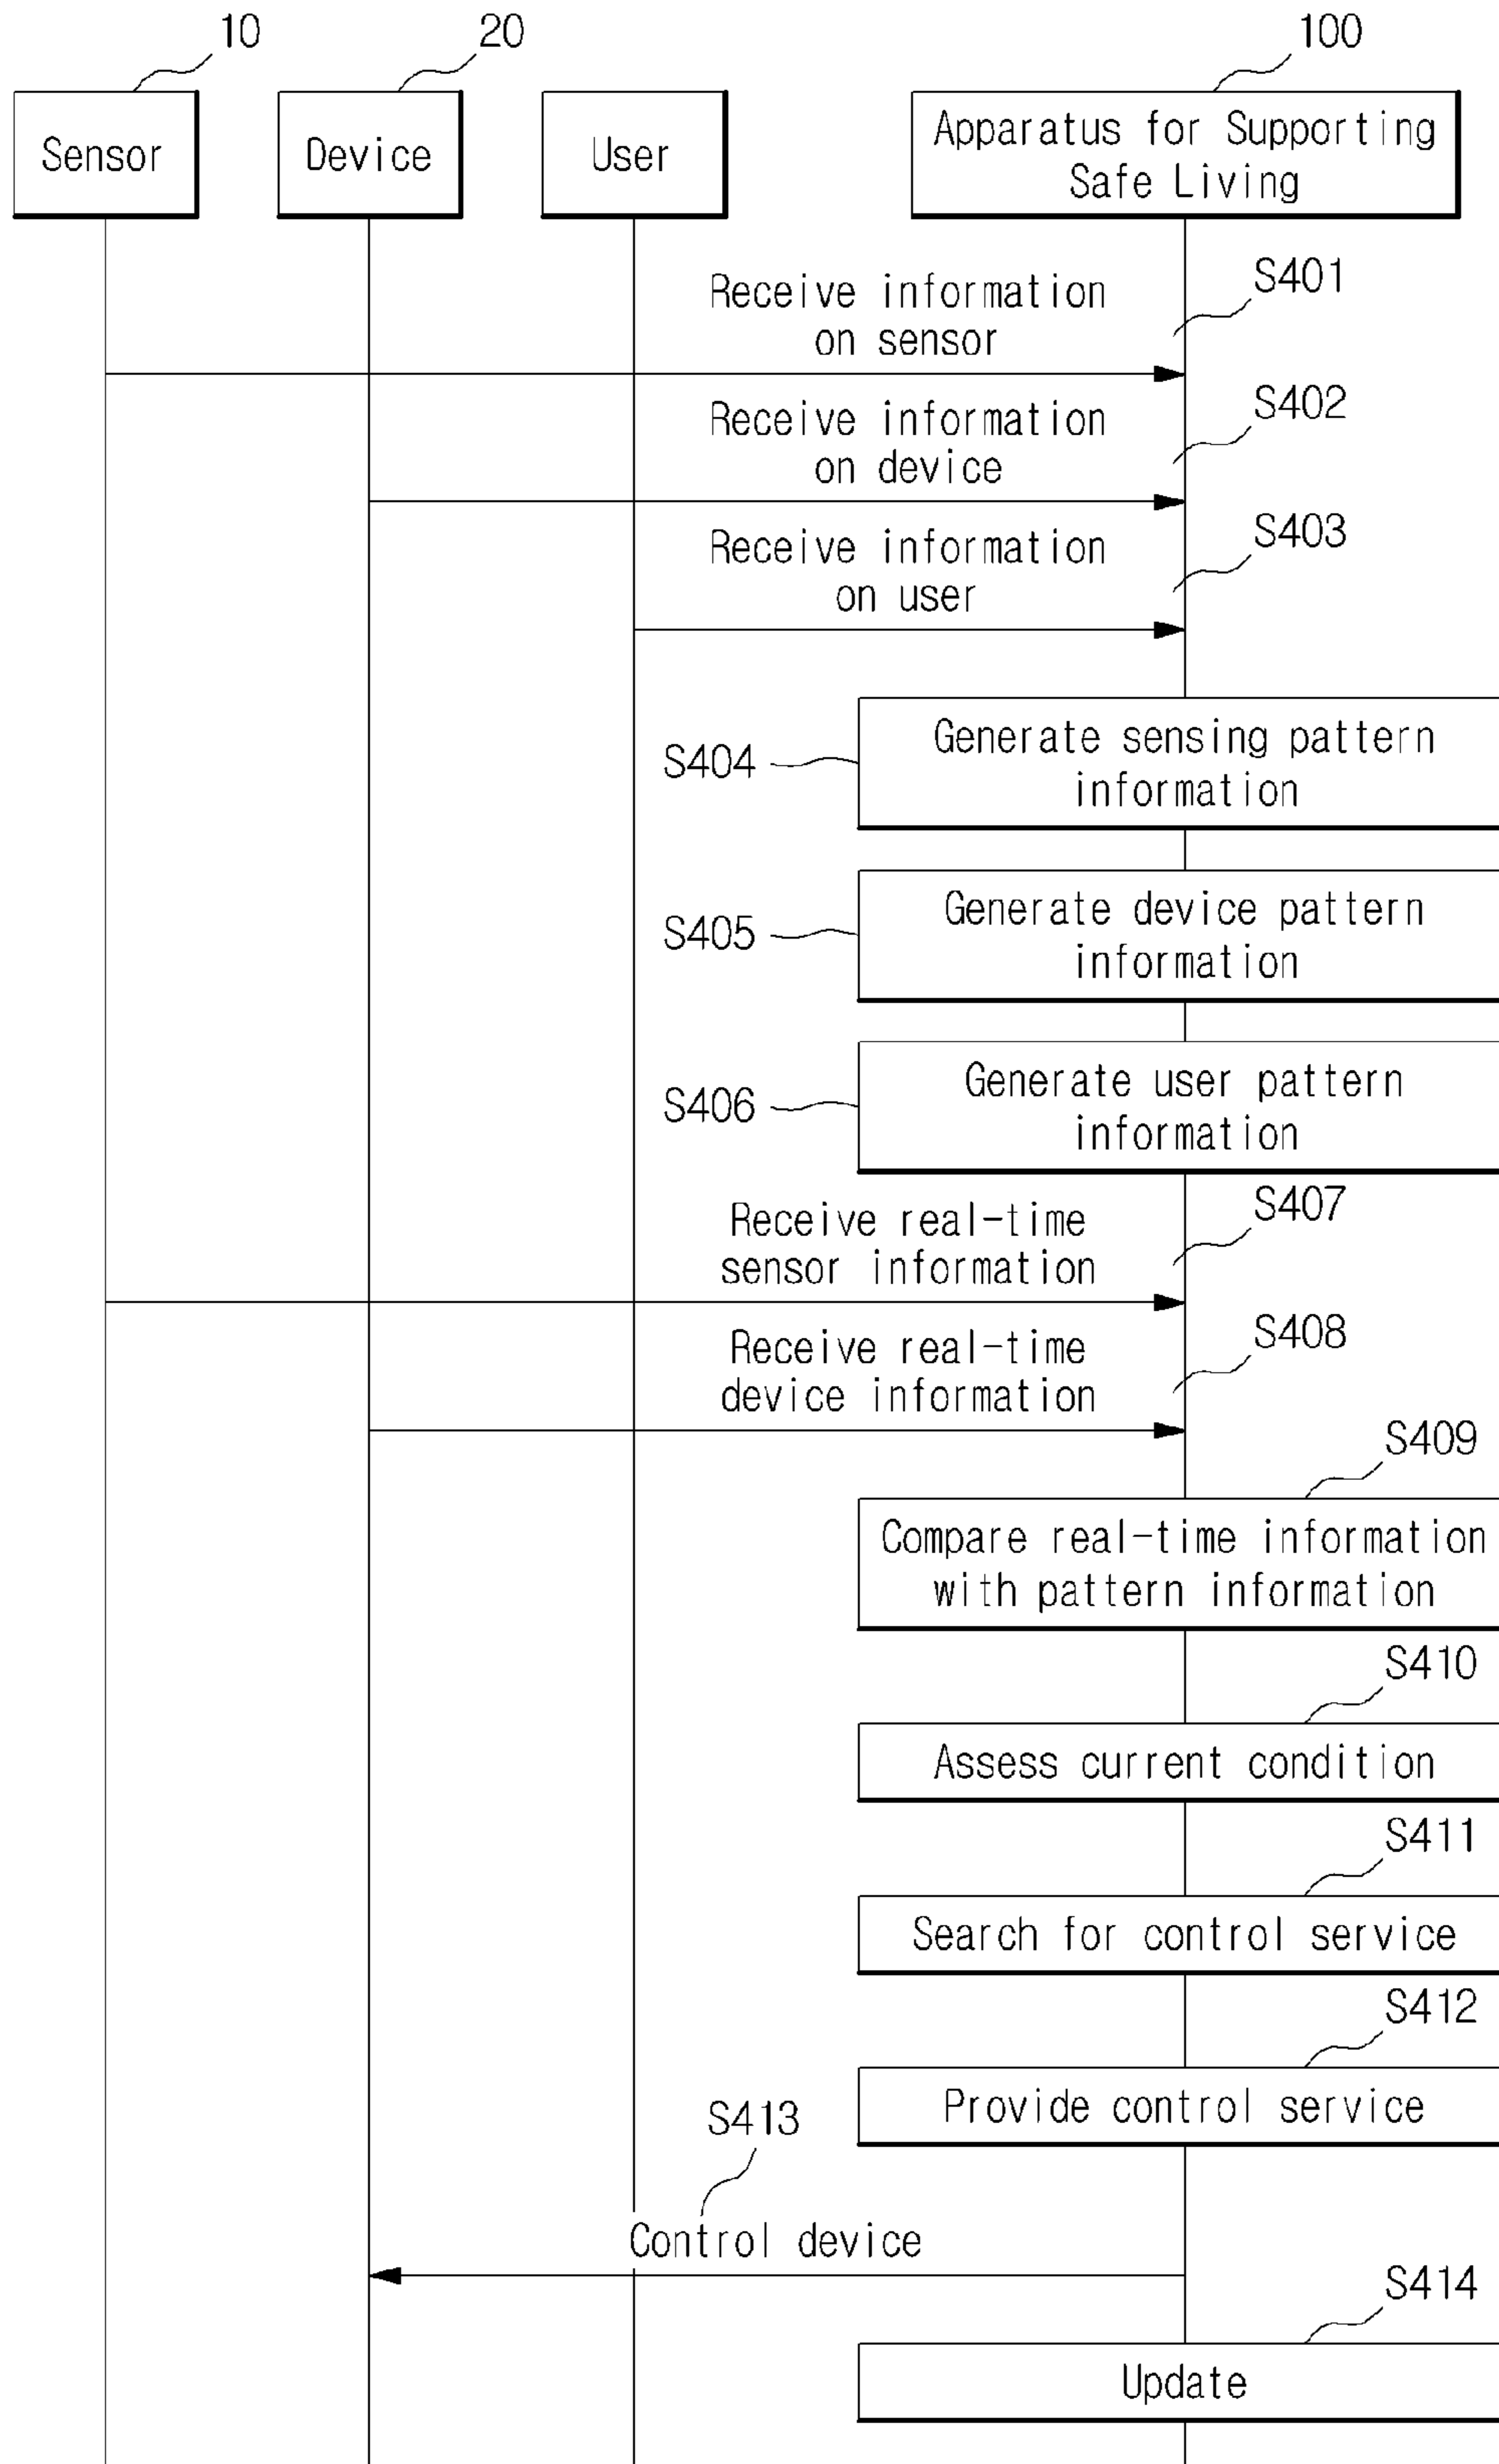 10
20
100
Sensor
Device
User
Apparatus for Supporting
Safe Living
S401
Receive information
on sensor
S402
Receive information
on device
S403
Receive information
on user
S404
Generate sensing pattern
information
S405
Generate device pattern
information
S406
Generate user pattern
information
S407
Receive real-time
sensor information
S408
Receive real-time
device information
S409
Compare real-time information
with pattern information
S410
Assess current condition
S411
Search for control service
S412
Provide control service
S413
Control device
S414
Update